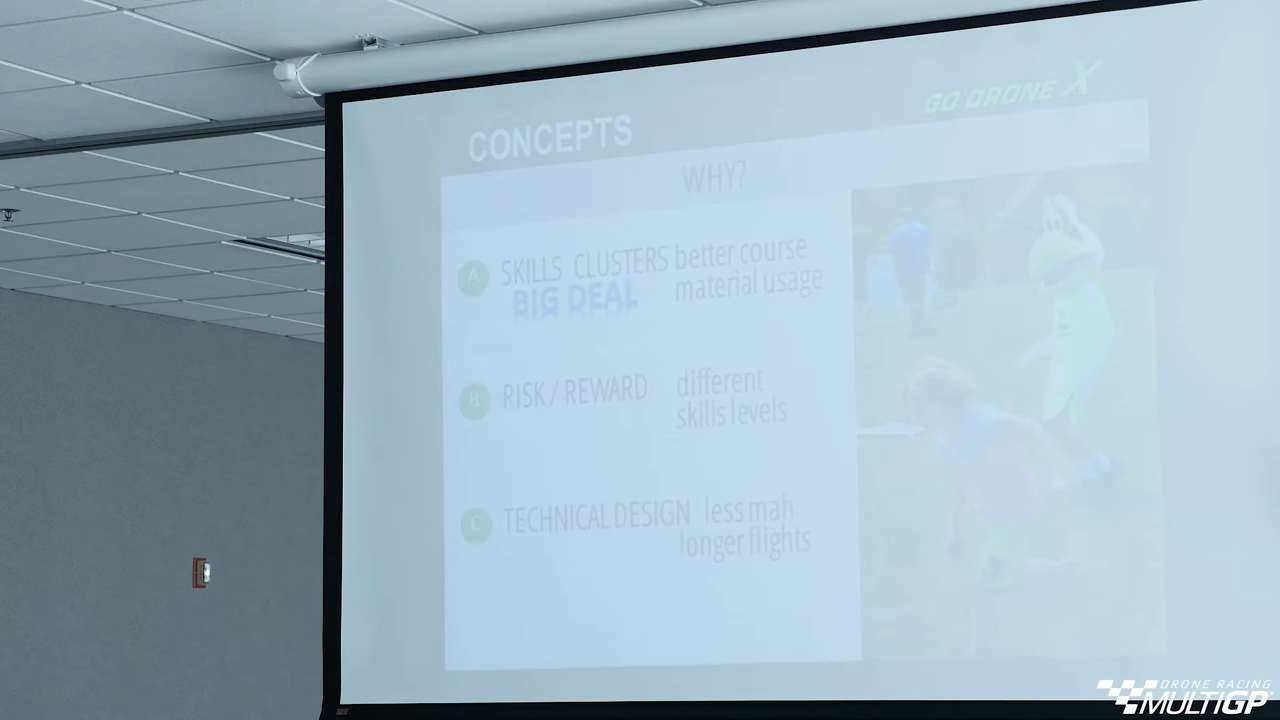 GO DRONE X
CONCEPTS
WHY?
A SKILLS CLUSTERS better course
BIG DEAL material usage
B RISK / REWARD different
skills levels
C TECHNICAL DESIGN less mah
longer flights
DRONE RACING
MULTIGP